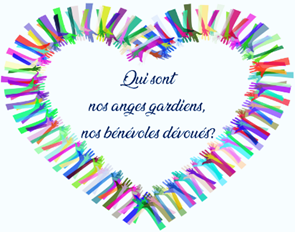 Qui sont
nos anges gardiens,
nos bénévoles dévoués?